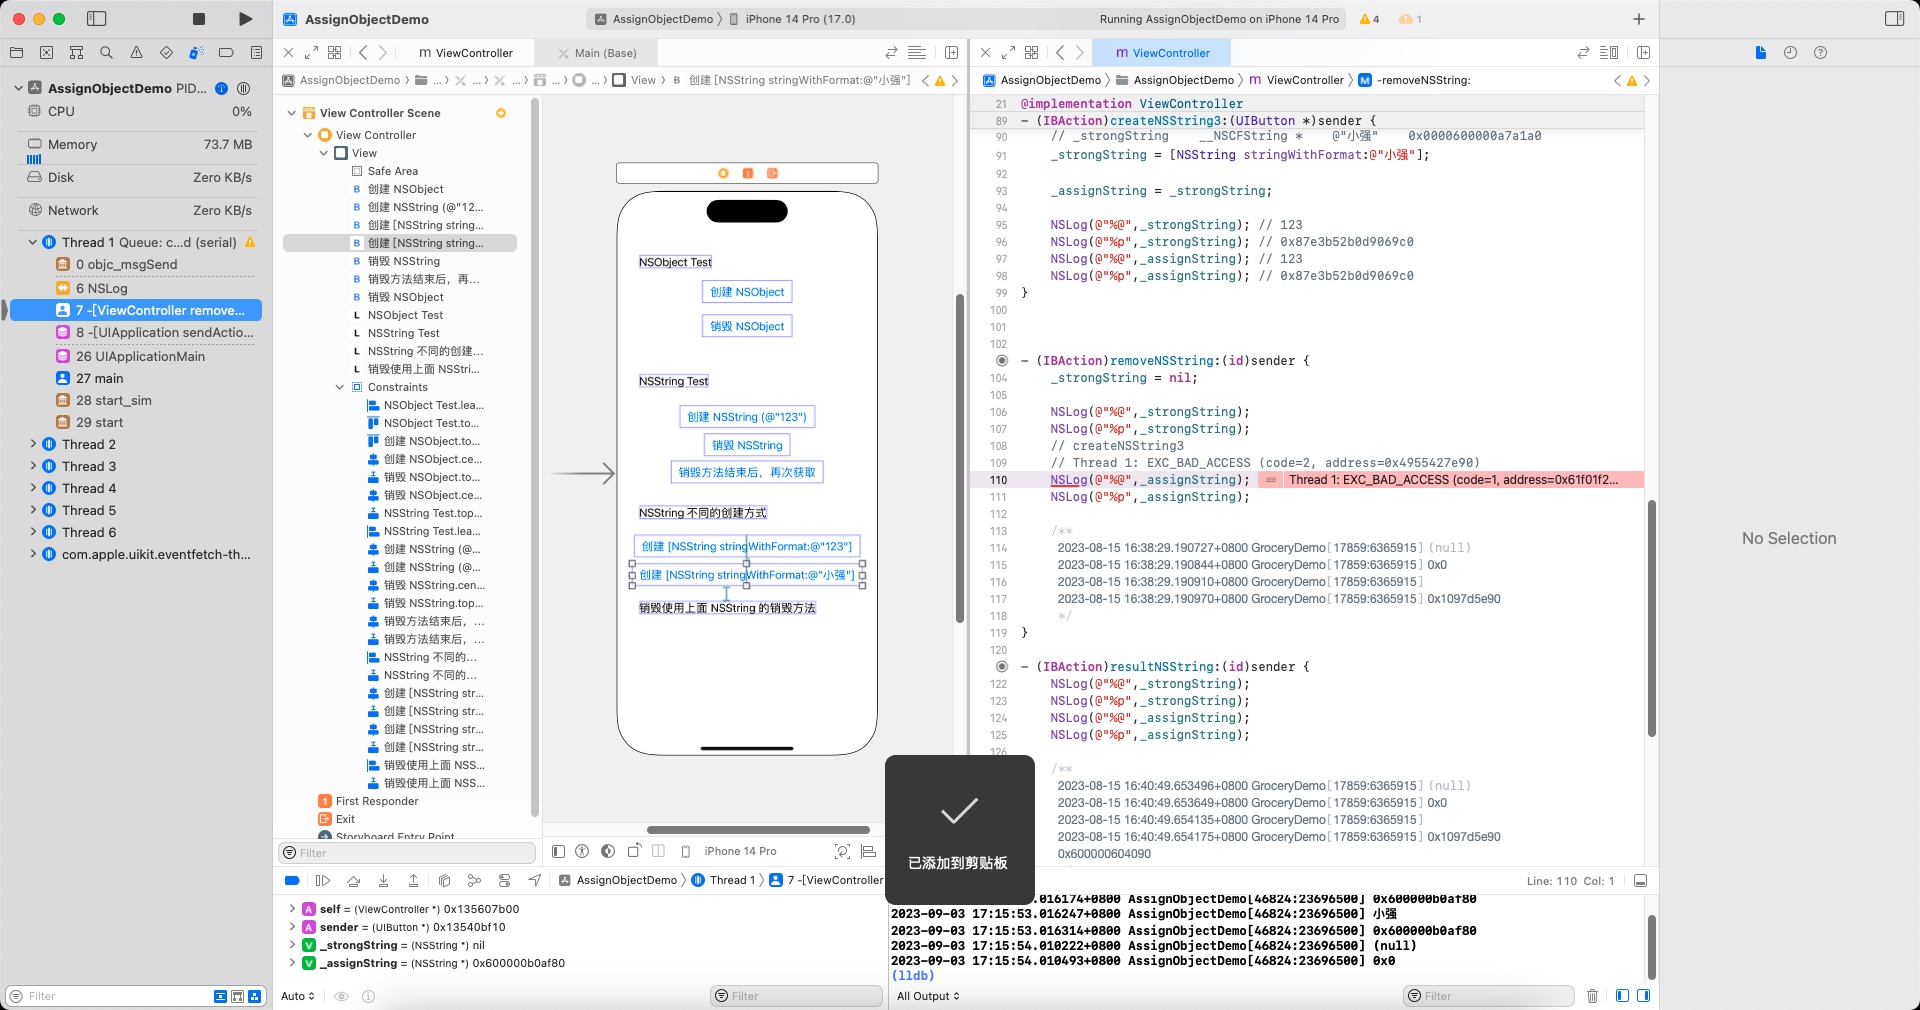 AssignObjectDemo
AssignObjectDemo 〉 iPhone 14 Pro (17.0)
Running AssignObjectDemo on iPhone 14 Pro
4
1
ViewController
Main (Base)
ViewController
AssignObjectDemo 〉 ... 〉 ... 〉 ... 〉 ... 〉 ... 〉 View 〉 B 创建 [NSString stringWithFormat:@"小强"]
AssignObjectDemo 〉 AssignObjectDemo 〉 ViewController 〉 M -removeNSString:
AssignObjectDemo PID...
CPU 0%
Memory 73.7 MB
Disk Zero KB/s
Network Zero KB/s
Thread 1 Queue: c...d (serial)
0 objc_msgSend
6 NSLog
7 -[ViewController remove...
8 -[UIApplication sendActio...
26 UIApplicationMain
27 main
28 start_sim
29 start
Thread 2
Thread 3
Thread 4
Thread 5
Thread 6
com.apple.uikit.eventfetch-th...
Filter
View Controller Scene
View Controller
View
Safe Area
B 创建 NSObject
B 创建 NSString (@"12...
B 创建 [NSString string...
B 创建 [NSString string...
B 销毁 NSString
B 销毁方法结束后，再...
B 销毁 NSObject
L NSObject Test
L NSString Test
L NSString 不同的创建...
L 销毁使用上面 NSStri...
Constraints
NSObject Test.lea...
NSObject Test.to...
创建 NSObject.to...
创建 NSObject.ce...
销毁 NSObject.to...
销毁 NSObject.ce...
NSString Test.top...
NSString Test.lea...
创建 NSString (@...
创建 NSString (@...
销毁 NSString.cen...
销毁 NSString.top...
销毁方法结束后，...
销毁方法结束后，...
NSString 不同的...
NSString 不同的...
创建 [NSString str...
创建 [NSString str...
创建 [NSString str...
创建 [NSString str...
销毁使用上面 NSS...
销毁使用上面 NSS...
First Responder
Exit
Storyboard Entry Point
Filter
NSObject Test
创建 NSObject
销毁 NSObject
NSString Test
创建 NSString (@"123")
销毁 NSString
销毁方法结束后，再次获取
NSString 不同的创建方式
创建 [NSString stringWithFormat:@"123"]
创建 [NSString stringWithFormat:@"小强"]
销毁使用上面 NSString 的销毁方法
iPhone 14 Pro
21 @implementation ViewController
89 - (IBAction)createNSString3:(UIButton *)sender {
90 // _strongString __NSCFString * @"小强" 0x0000600000a7a1a0
91 _strongString = [NSString stringWithFormat:@"小强"];
92
93 _assignString = _strongString;
94
95 NSLog(@"%@",_strongString); // 123
96 NSLog(@"%p",_strongString); // 0x87e3b52b0d9069c0
97 NSLog(@"%@",_assignString); // 123
98 NSLog(@"%p",_assignString); // 0x87e3b52b0d9069c0
99 }
100
101
102
- (IBAction)removeNSString:(id)sender {
104 _strongString = nil;
105
106 NSLog(@"%@",_strongString);
107 NSLog(@"%p",_strongString);
108 // createNSString3
109 // Thread 1: EXC_BAD_ACCESS (code=2, address=0x4955427e90)
110 NSLog(@"%@",_assignString); Thread 1: EXC_BAD_ACCESS (code=1, address=0x61f01f2...
111 NSLog(@"%p",_assignString);
112
113 /**
114 2023-08-15 16:38:29.190727+0800 GroceryDemo[17859:6365915] (null)
115 2023-08-15 16:38:29.190844+0800 GroceryDemo[17859:6365915] 0x0
116 2023-08-15 16:38:29.190910+0800 GroceryDemo[17859:6365915]
117 2023-08-15 16:38:29.190970+0800 GroceryDemo[17859:6365915] 0x1097d5e90
118 */
119 }
120
- (IBAction)resultNSString:(id)sender {
122 NSLog(@"%@",_strongString);
123 NSLog(@"%p",_strongString);
124 NSLog(@"%@",_assignString);
125 NSLog(@"%p",_assignString);
126
/**
2023-08-15 16:40:49.653496+0800 GroceryDemo[17859:6365915] (null)
2023-08-15 16:40:49.653649+0800 GroceryDemo[17859:6365915] 0x0
2023-08-15 16:40:49.654135+0800 GroceryDemo[17859:6365915]
2023-08-15 16:40:49.654175+0800 GroceryDemo[17859:6365915] 0x1097d5e90
0x600000604090
No Selection
已添加到剪贴板
AssignObjectDemo 〉 Thread 1 〉 7 -[ViewController
Line: 110 Col: 1
A self = (ViewController *) 0x135607b00
A sender = (UIButton *) 0x13540bf10
V _strongString = (NSString *) nil
V _assignString = (NSString *) 0x600000b0af80
Auto
Filter
.016174+0800 AssignObjectDemo[46824:23696500] 0x600000b0af80
2023-09-03 17:15:53.016247+0800 AssignObjectDemo[46824:23696500] 小强
2023-09-03 17:15:53.016314+0800 AssignObjectDemo[46824:23696500] 0x600000b0af80
2023-09-03 17:15:54.010222+0800 AssignObjectDemo[46824:23696500] (null)
2023-09-03 17:15:54.010493+0800 AssignObjectDemo[46824:23696500] 0x0
(lldb)
All Output
Filter